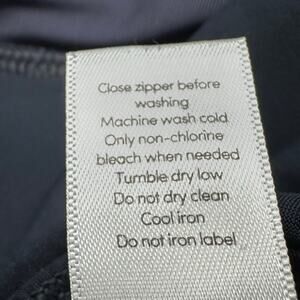 Close zipper before
washing
Machine wash cold
Only non-chlorine
bleach when needed
Tumble dry low
Do not dry clean
Cool iron
Do not iron label